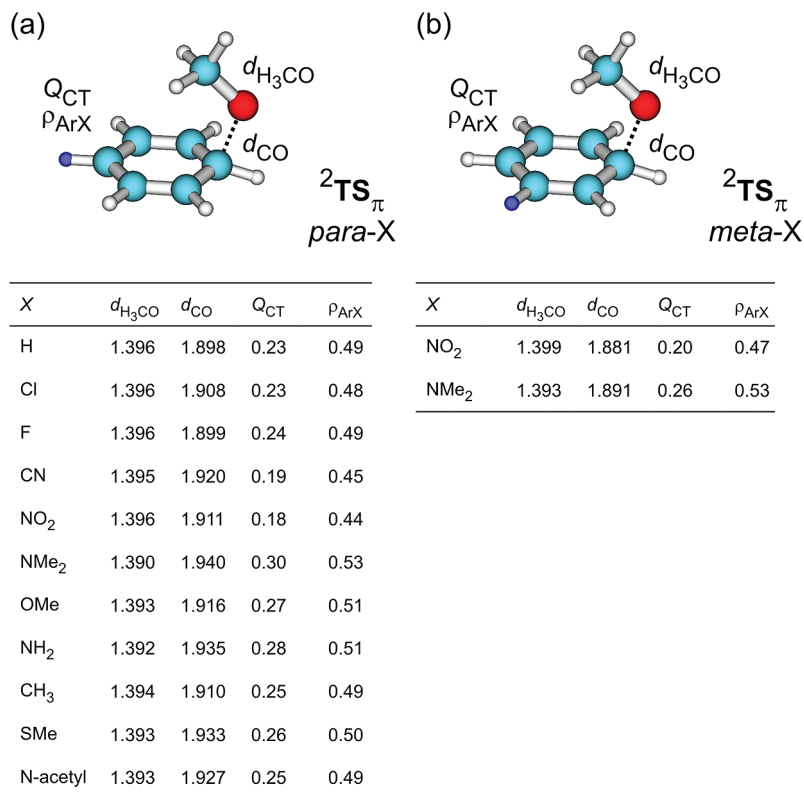 (a)
Q_CT
ρ_ArX
d_H₃CO
d_CO
²TS_π
para-X
X d_H₃CO d_CO Q_CT ρ_ArX
H 1.396 1.898 0.23 0.49
Cl 1.396 1.908 0.23 0.48
F 1.396 1.899 0.24 0.49
CN 1.395 1.920 0.19 0.45
NO₂ 1.396 1.911 0.18 0.44
NMe₂ 1.390 1.940 0.30 0.53
OMe 1.393 1.916 0.27 0.51
NH₂ 1.392 1.935 0.28 0.51
CH₃ 1.394 1.910 0.25 0.49
SMe 1.393 1.933 0.26 0.50
N-acetyl 1.393 1.927 0.25 0.49
(b)
Q_CT
ρ_ArX
d_H₃CO
d_CO
²TS_π
meta-X
X d_H₃CO d_CO Q_CT ρ_ArX
NO₂ 1.399 1.881 0.20 0.47
NMe₂ 1.393 1.891 0.26 0.53